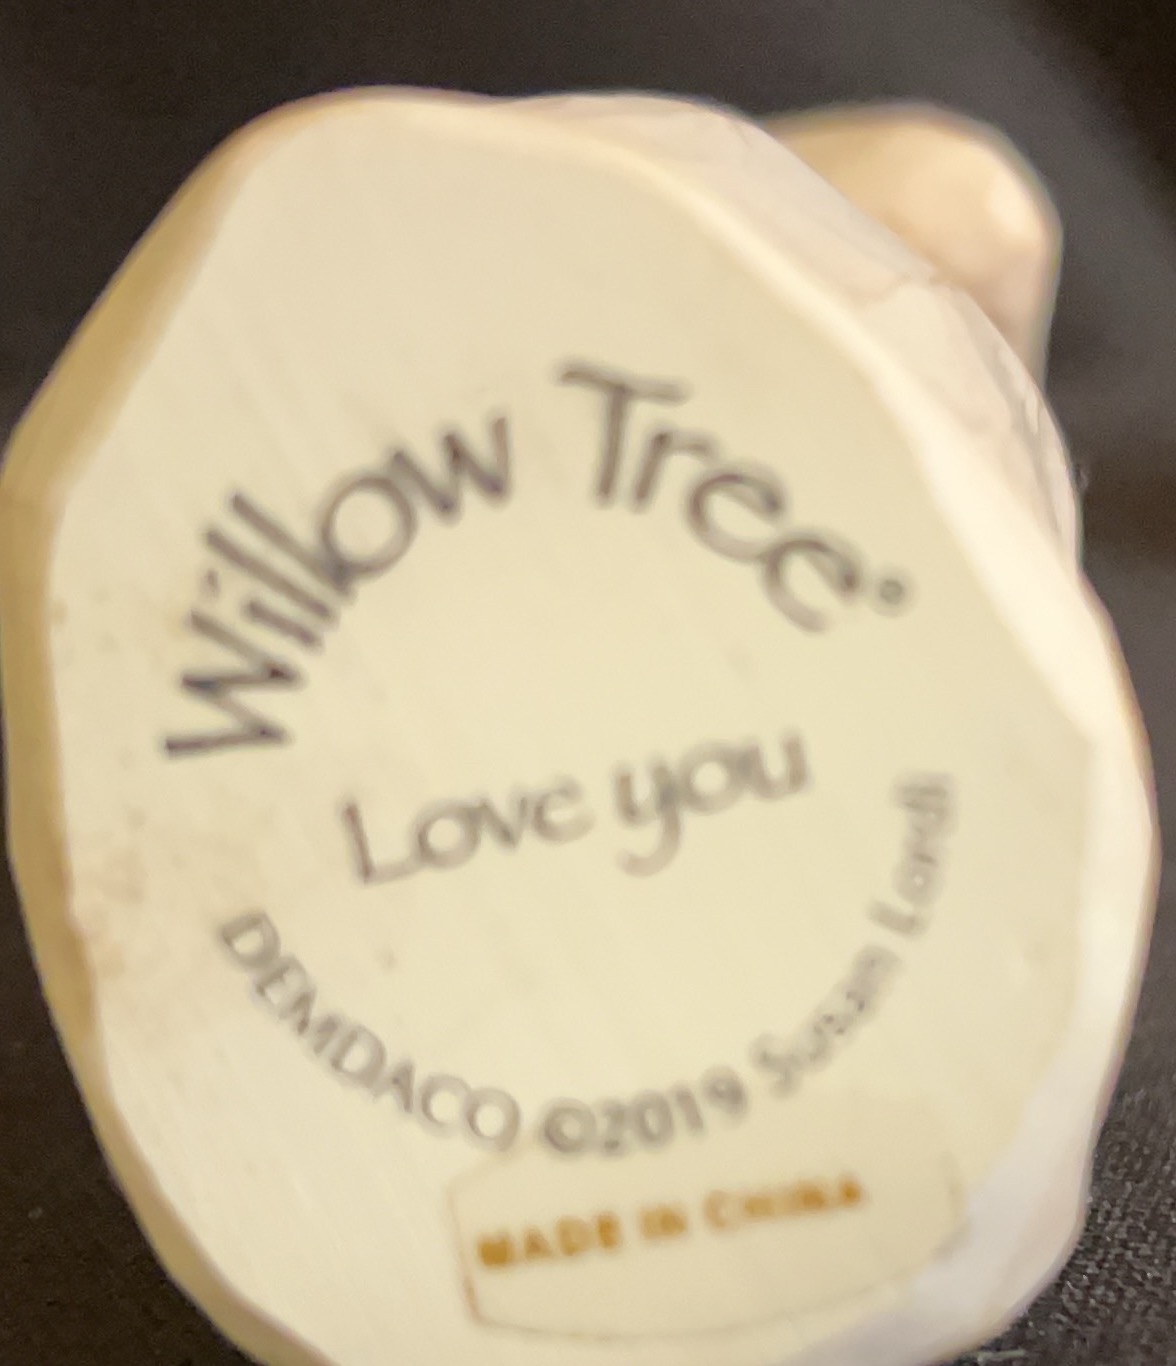 Willow Tree®
Love you
DEMDACO ©2019 Susan Lordi
MADE IN CHINA